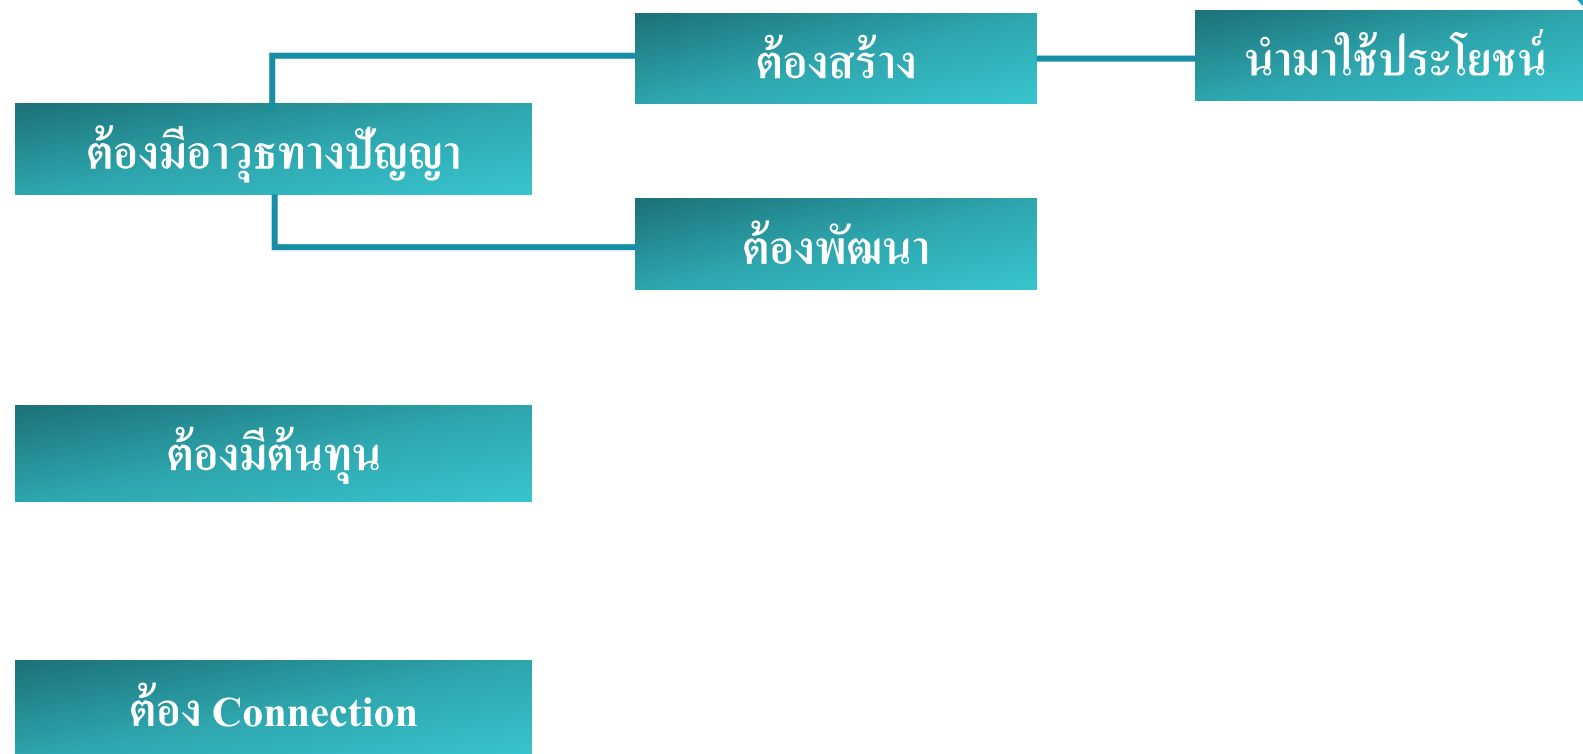 ต้องสร้าง
นำมาใช้ประโยชน์
ต้องมีอาวุธทางปัญญา
ต้องพัฒนา
ต้องมีต้นทุน
ต้อง Connection